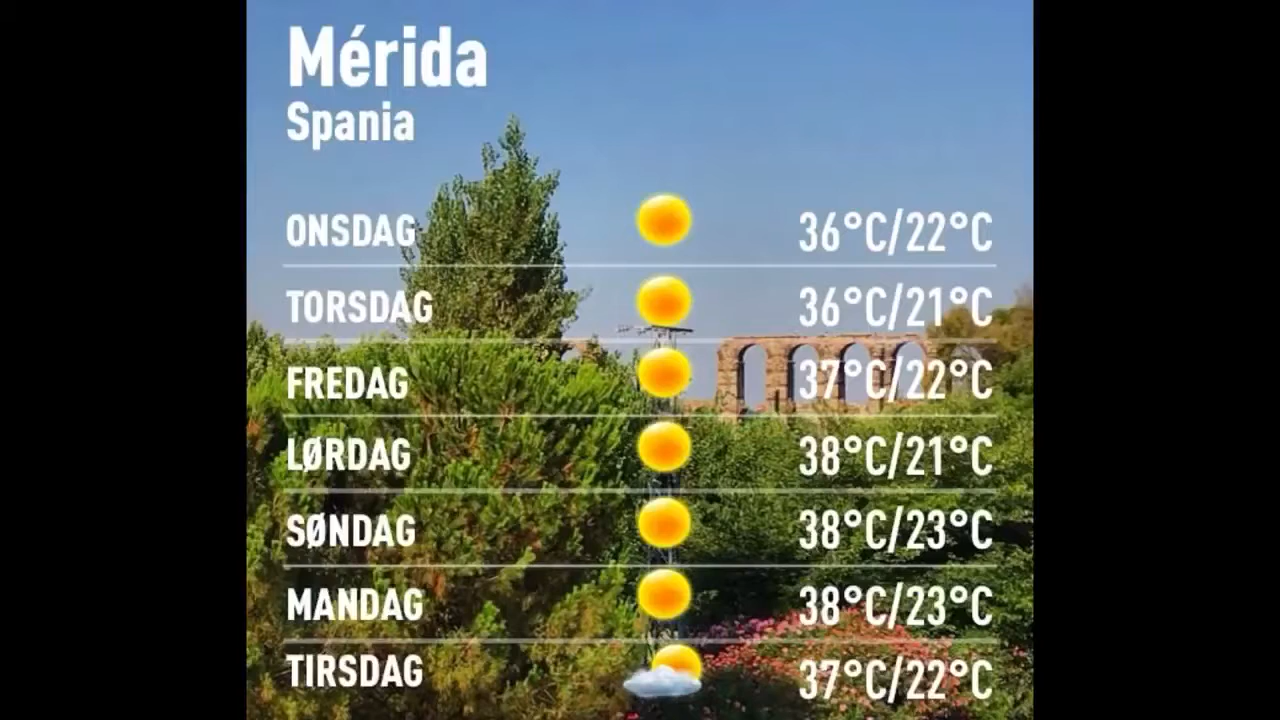 Mérida
Spania
ONSDAG 36°C/22°C
TORSDAG 36°C/21°C
FREDAG 37°C/22°C
LØRDAG 38°C/21°C
SØNDAG 38°C/23°C
MANDAG 38°C/23°C
TIRSDAG 37°C/22°C